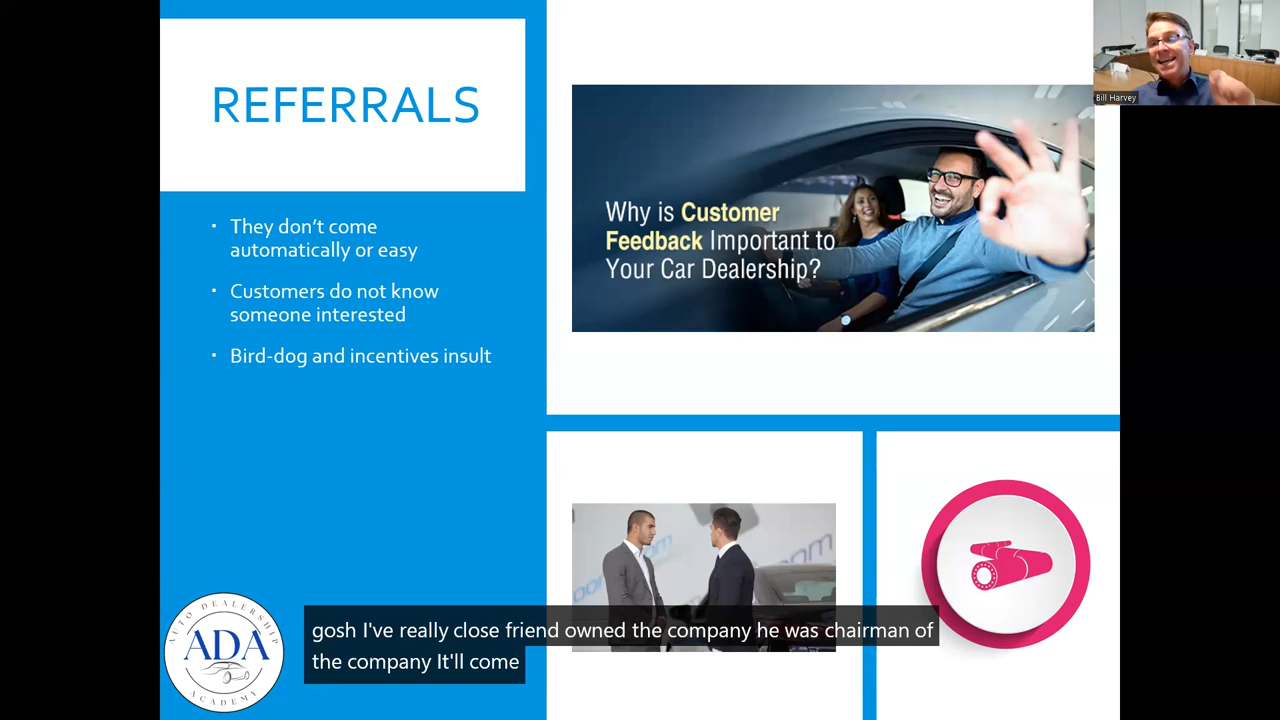 REFERRALS
▪ They don’t come
automatically or easy
▪ Customers do not know
someone interested
▪ Bird-dog and incentives insult
Why is Customer
Feedback Important to
Your Car Dealership?
Bill Harvey
AUTO DEALERSHIP
ADA
ACADEMY
gosh I've really close friend owned the company he was chairman of
the company It'll come